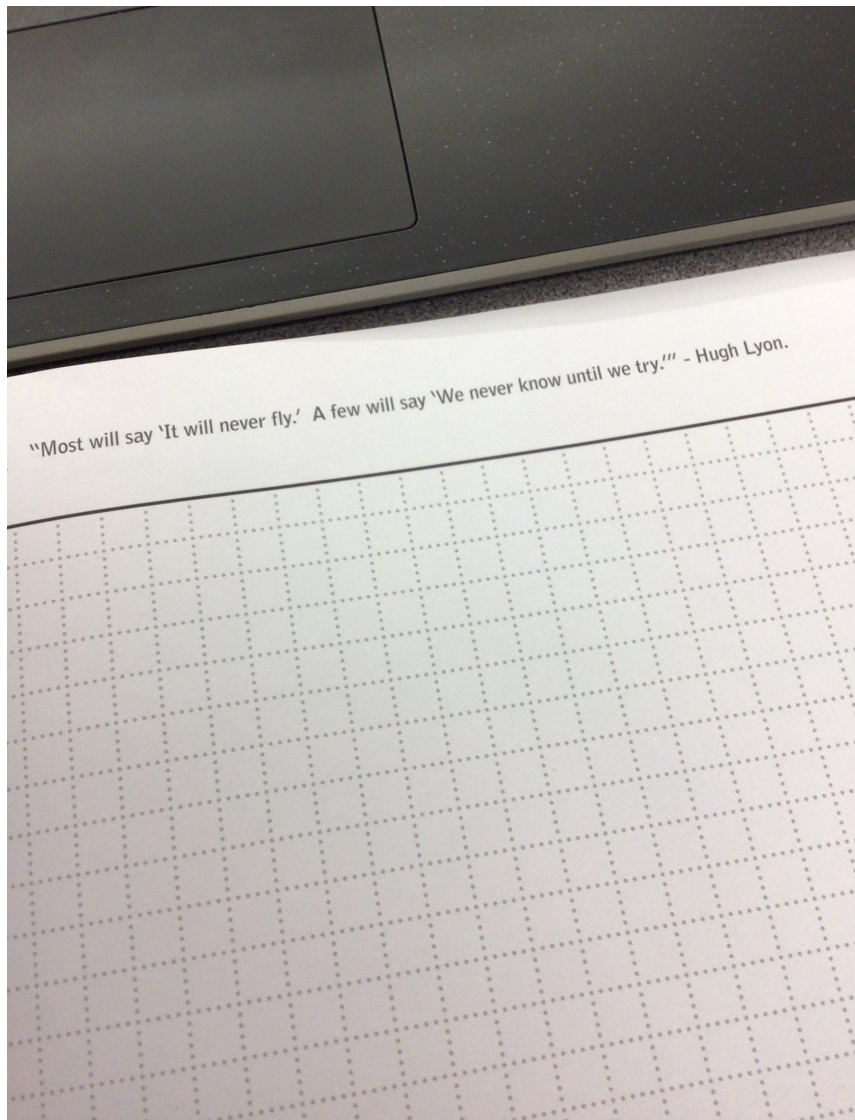 “Most will say ‘It will never fly.’ A few will say ‘We never know until we try.’” - Hugh Lyon.